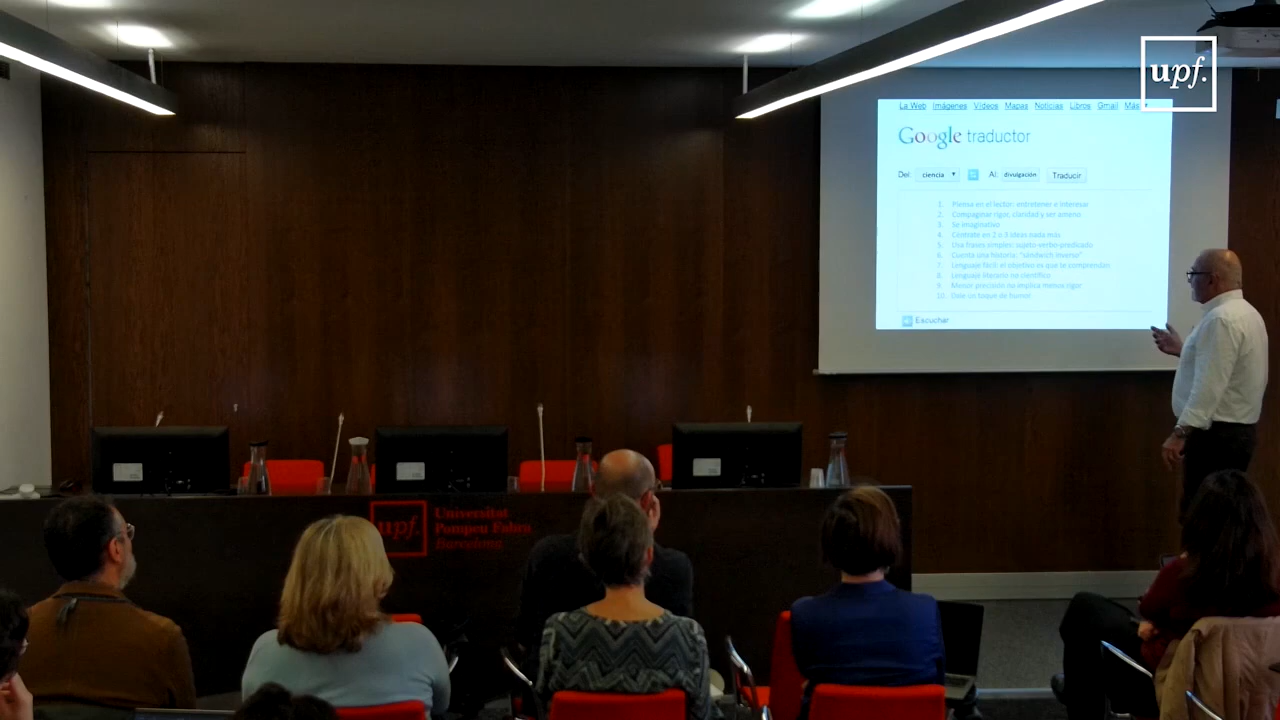 upf.
La Web Imágenes Vídeos Mapas Noticias Libros Gmail Más
Google traductor
Del: ciencia Al: divulgación Traducir
1. Piensa en el lector: entretener e interesar
2. Compaginar rigor, claridad y ser ameno
3. Se imaginativo
4. Céntrate en 2 o 3 ideas nada más
5. Usa frases simples: sujeto-verbo-predicado
6. Cuenta una historia: "sándwich inverso"
7. Lenguaje fácil: el objetivo es que te comprendan
8. Lenguaje literario no científico
9. Menor precisión no implica menos rigor
10. Dale un toque de humor
Escuchar
upf.
Universitat
Pompeu Fabra
Barcelona